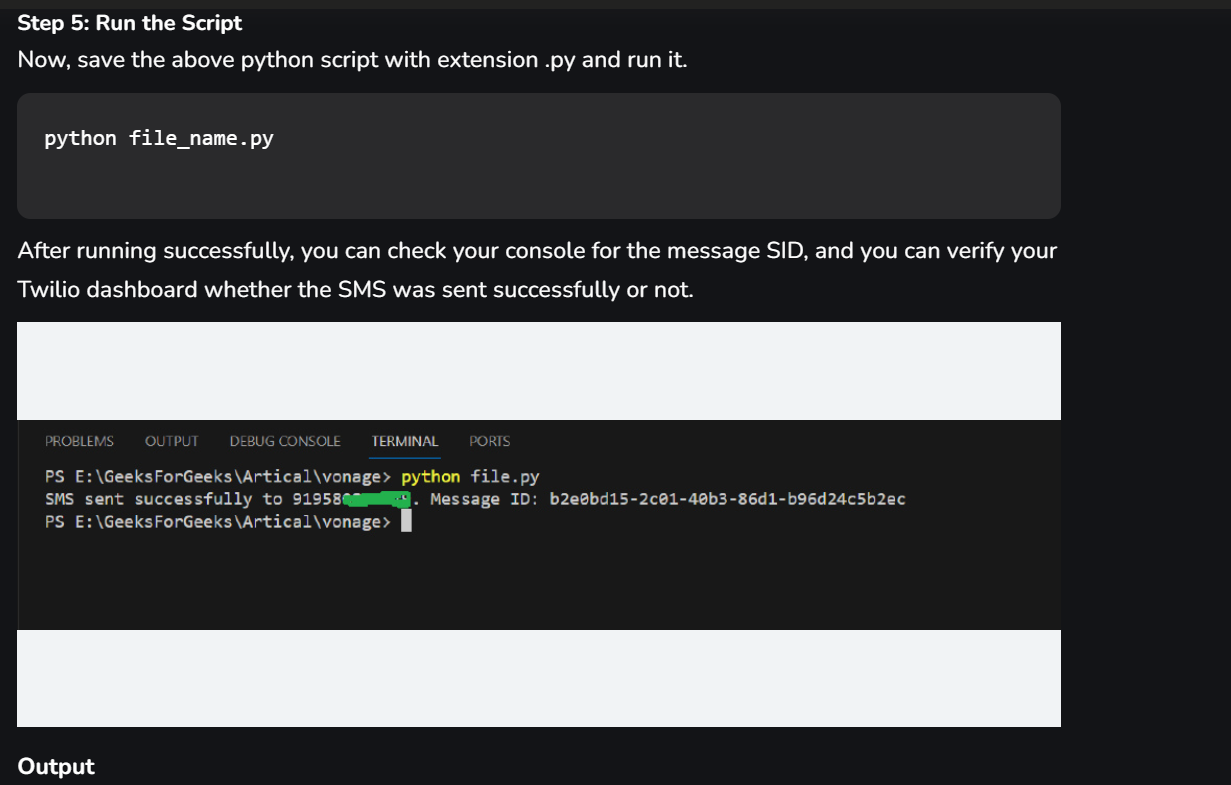 Step 5: Run the Script
Now, save the above python script with extension .py and run it.
python file_name.py
After running successfully, you can check your console for the message SID, and you can verify your
Twilio dashboard whether the SMS was sent successfully or not.
PROBLEMS OUTPUT DEBUG CONSOLE TERMINAL PORTS
PS E:\GeeksForGeeks\Artical\vonage> python file.py
SMS sent successfully to 91958 . Message ID: b2e0bd15-2c01-40b3-86d1-b96d24c5b2ec
PS E:\GeeksForGeeks\Artical\vonage>
Output